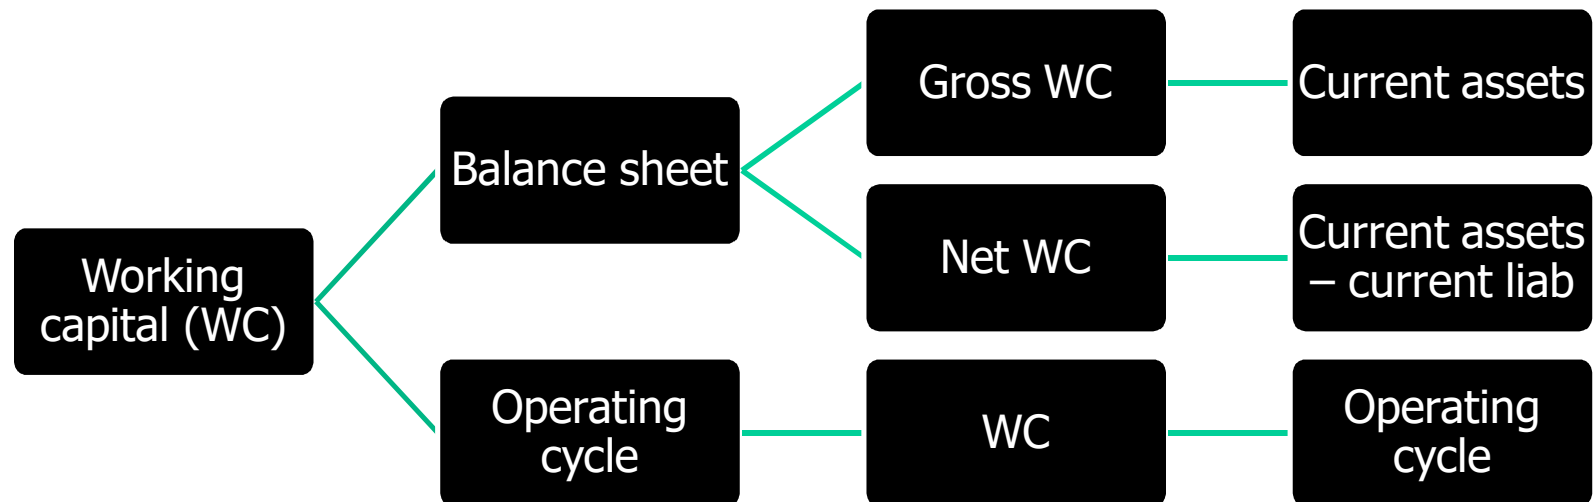 Working
capital (WC)
Balance sheet
Gross WC
Current assets
Net WC
Current assets
– current liab
Operating
cycle
WC
Operating
cycle